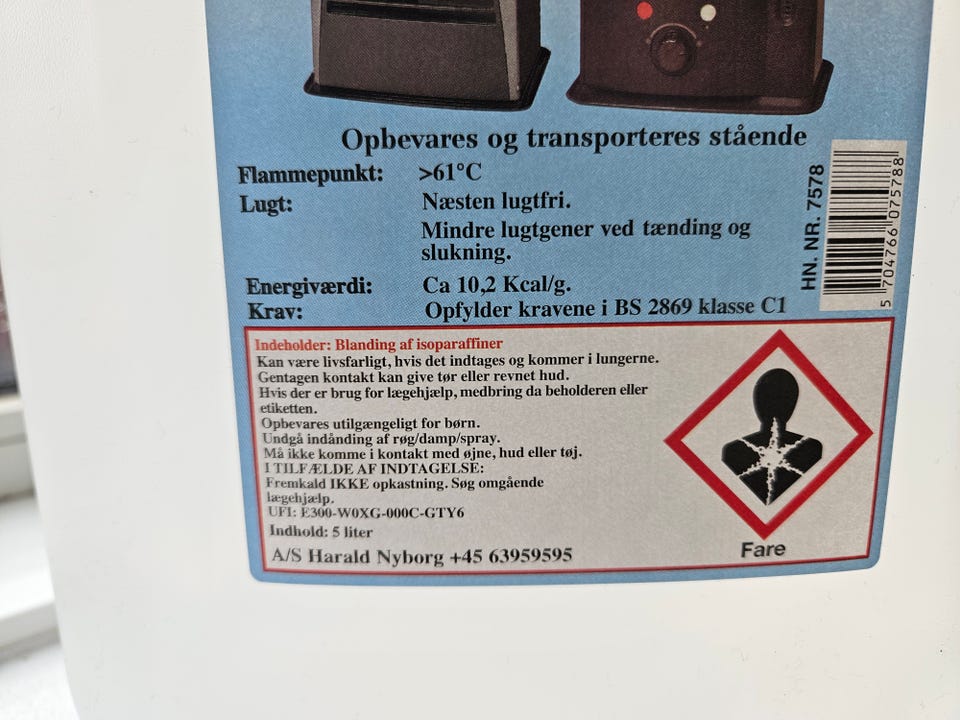 Opbevares og transporteres stående
Flammepunkt: >61°C
Lugt: Næsten lugtfri.
Mindre lugtgener ved tænding og
slukning.
Energiværdi: Ca 10,2 Kcal/g.
Krav: Opfylder kravene i BS 2869 klasse C1
HN. NR. 7578
5 704766 075788
Indeholder: Blanding af isoparaffiner
Kan være livsfarligt, hvis det indtages og kommer i lungerne.
Gentagen kontakt kan give tør eller revnet hud.
Hvis der er brug for lægehjælp, medbring da beholderen eller
etiketten.
Opbevares utilgængeligt for børn.
Undgå indånding af røg/damp/spray.
Må ikke komme i kontakt med øjne, hud eller tøj.
I TILFÆLDE AF INDTAGELSE:
Fremkald IKKE opkastning. Søg omgående
lægehjælp.
UFI: E300-W0XG-000C-GTY6
Indhold: 5 liter
A/S Harald Nyborg +45 63959595
Fare